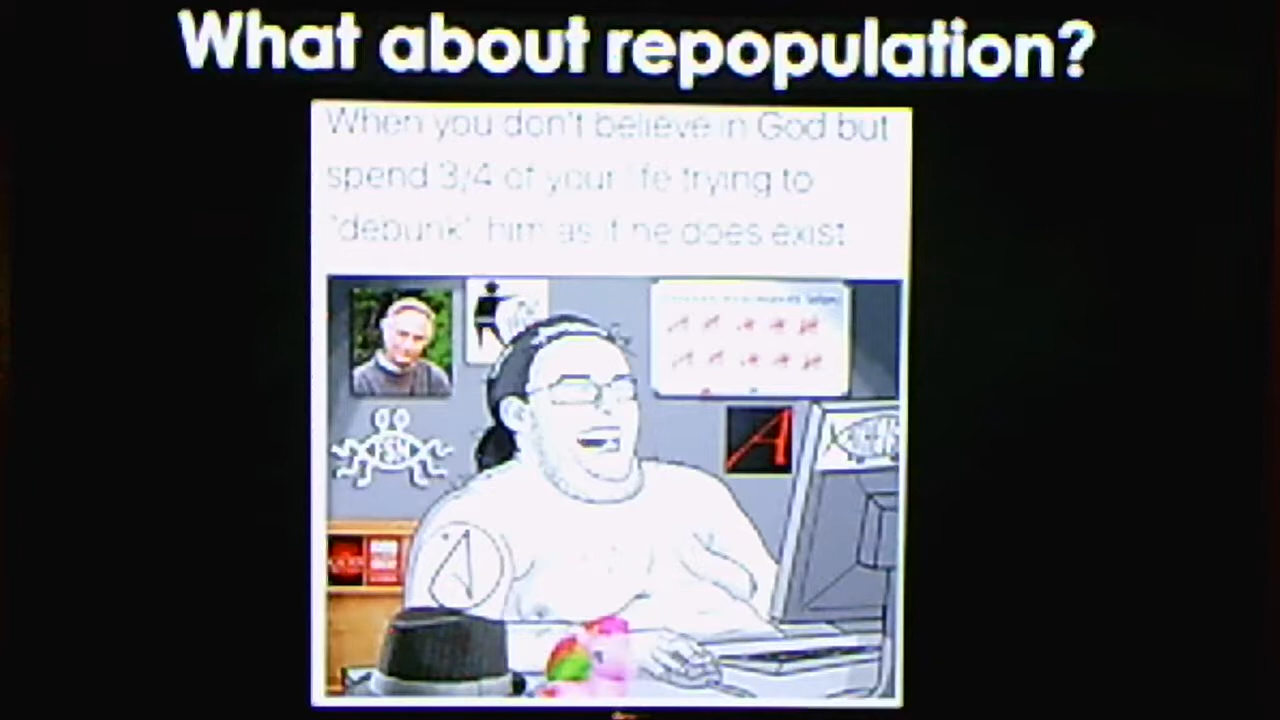 What about repopulation?
When you don't believe in God but
spend 3/4 of your life trying to
"debunk" him as if he does exist
FSM
A